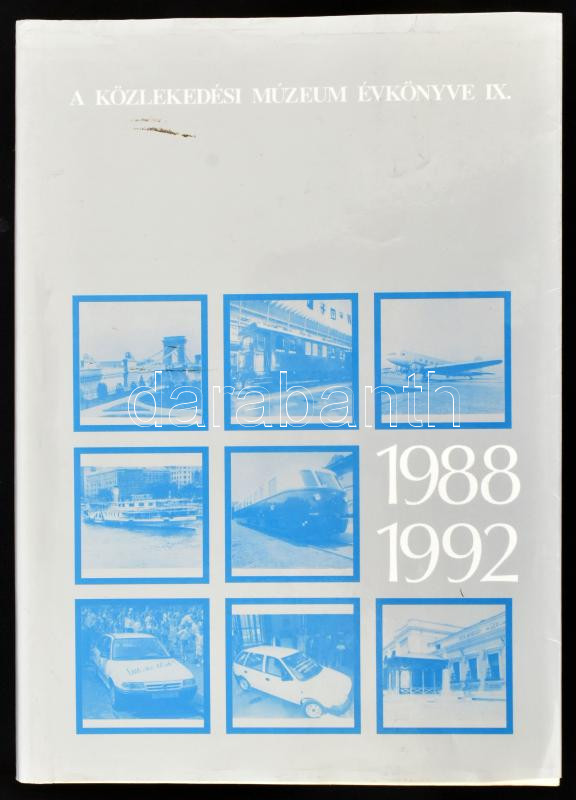 A KÖZLEKEDÉSI MÚZEUM ÉVKÖNYVE IX.
darabanth
1988
1992